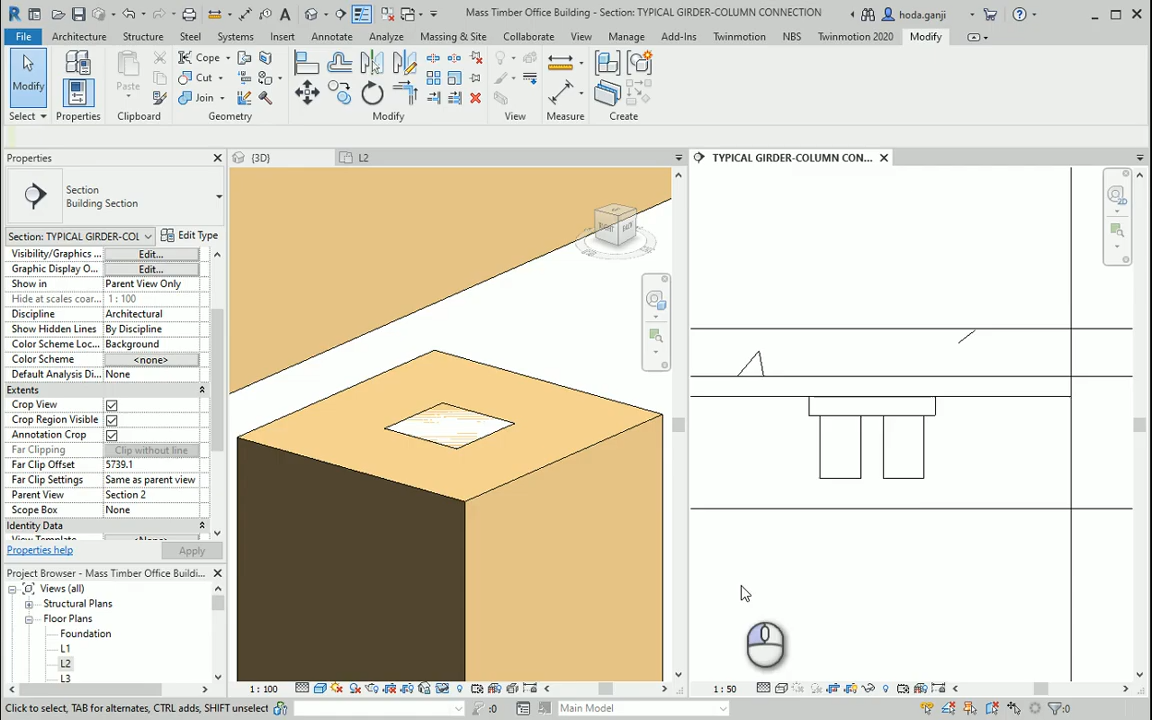 Mass Timber Office Building - Section: TYPICAL GIRDER-COLUMN CONNECTION
hoda.ganji
File Architecture Structure Steel Systems Insert Annotate Analyze Massing & Site Collaborate View Manage Add-Ins Twinmotion NBS Twinmotion 2020 Modify
Modify
Paste
Cope
Cut
Join
Select Properties Clipboard Geometry Modify View Measure Create
Properties
{3D}
L2
TYPICAL GIRDER-COLUMN CON...
Section
Building Section
Section: TYPICAL GIRDER-COL
Edit Type
Visibility/Graphics ... Edit...
Graphic Display O... Edit...
Show in Parent View Only
Hide at scales coar... 1 : 100
Discipline Architectural
Show Hidden Lines By Discipline
Color Scheme Loc... Background
Color Scheme <none>
Default Analysis Di... None
Extents
Crop View
Crop Region Visible
Annotation Crop
Far Clipping Clip without line
Far Clip Offset 5739.1
Far Clip Settings Same as parent view
Parent View Section 2
Scope Box None
Identity Data
View Template <None>
Properties help
Apply
Project Browser - Mass Timber Office Buildi...
Views (all)
Structural Plans
Floor Plans
Foundation
L1
L2
L3
1 : 100
1 : 50
Click to select, TAB for alternates, CTRL adds, SHIFT unselect
:0
Main Model
:0